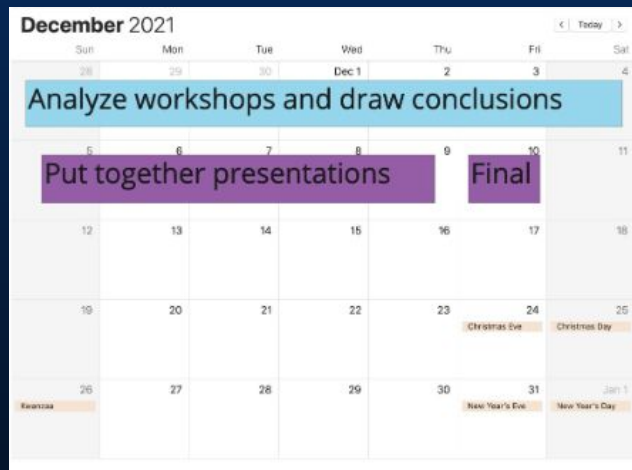 December 2021
< Today >
Sun Mon Tue Wed Thu Fri Sat
28 29 30 Dec 1 2 3 4
Analyze workshops and draw conclusions
5 6 7 8 9 10 11
Put together presentations Final
12 13 14 15 16 17 18
19 20 21 22 23 24 25
Christmas Eve Christmas Day
26 27 28 29 30 31 Jan 1
Kwanzaa New Year's Eve New Year's Day